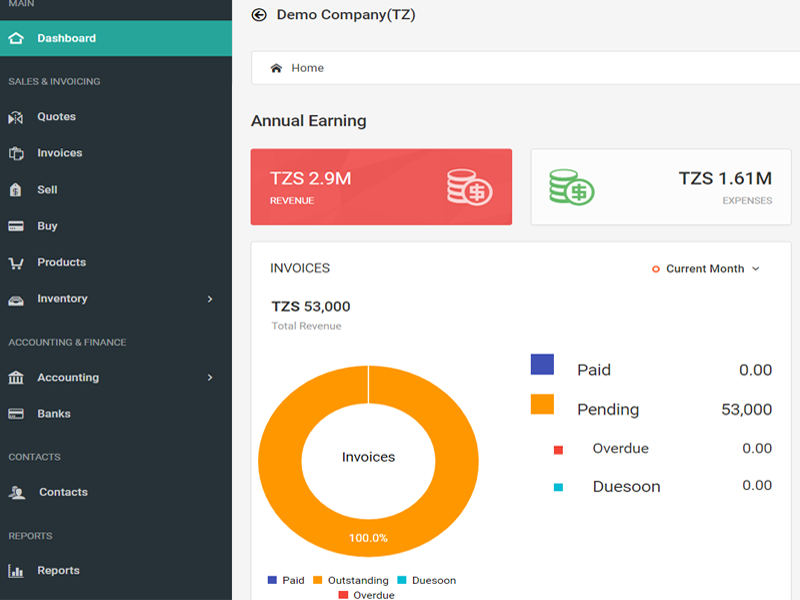 MAIN
Dashboard
SALES & INVOICING
Quotes
Invoices
Sell
Buy
Products
Inventory
ACCOUNTING & FINANCE
Accounting
Banks
CONTACTS
Contacts
REPORTS
Reports
Demo Company(TZ)
Home
Annual Earning
TZS 2.9M
REVENUE
TZS 1.61M
EXPENSES
INVOICES
Current Month
TZS 53,000
Total Revenue
Invoices
100.0%
Paid Outstanding Duesoon
Overdue
Paid 0.00
Pending 53,000
Overdue 0.00
Duesoon 0.00